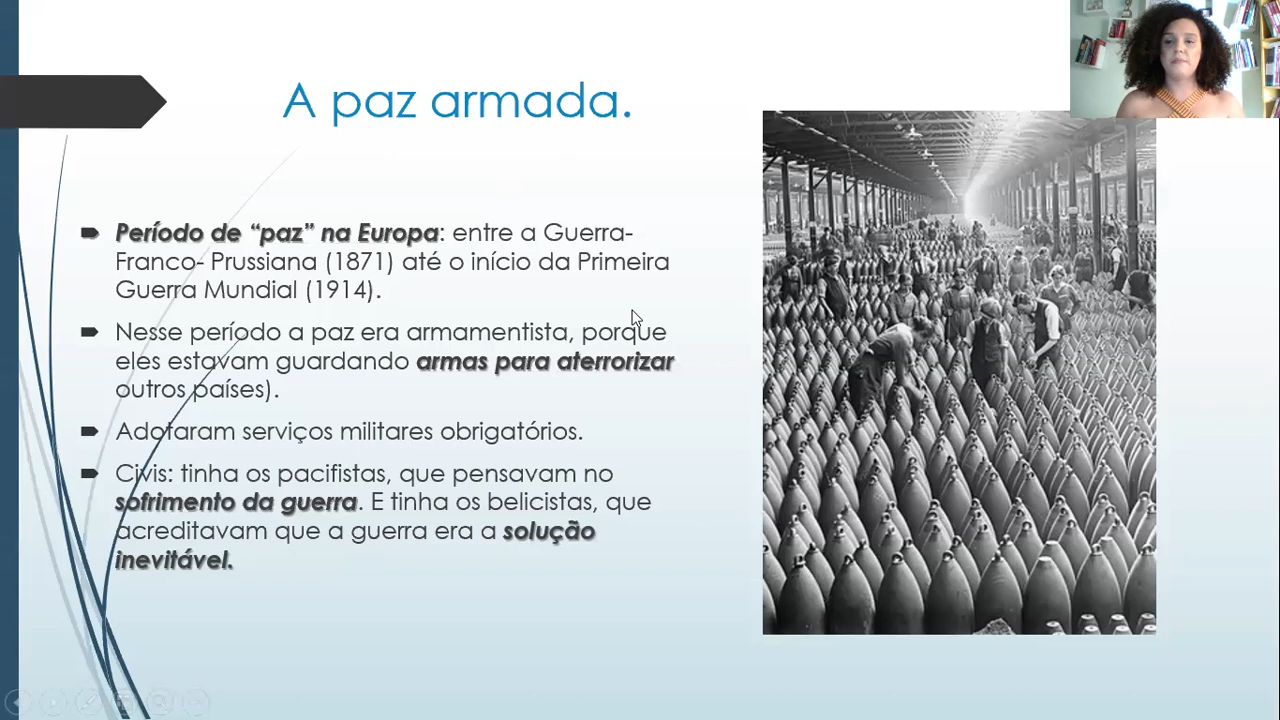 A paz armada.
Período de “paz” na Europa: entre a Guerra-
Franco- Prussiana (1871) até o início da Primeira
Guerra Mundial (1914).
Nesse período a paz era armamentista, porque
eles estavam guardando armas para aterrorizar
outros países).
Adotaram serviços militares obrigatórios.
Civis: tinha os pacifistas, que pensavam no
sofrimento da guerra. E tinha os belicistas, que
acreditavam que a guerra era a solução
inevitável.